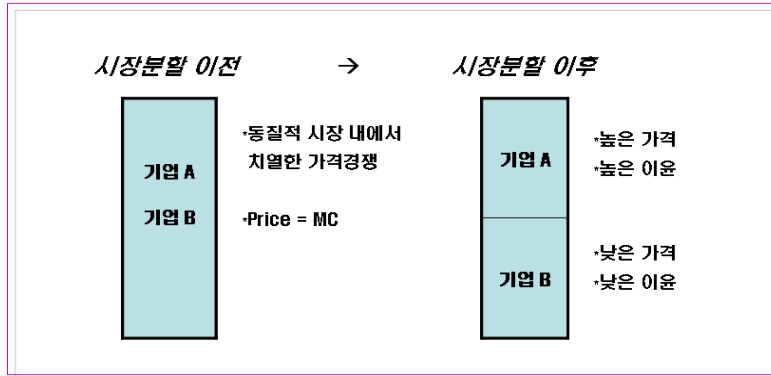 시장분할 이전 → 시장분할 이후
기업 A
기업 B
*동질적 시장 내에서
치열한 가격경쟁
*Price = MC
기업 A
*높은 가격
*높은 이윤
기업 B
*낮은 가격
*낮은 이윤